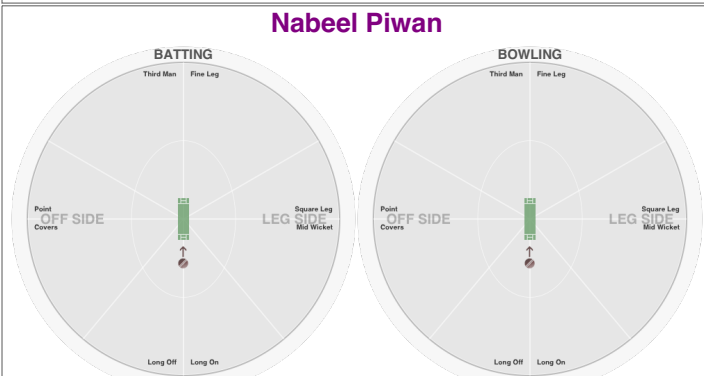 Nabeel Piwan
BATTING
Third Man Fine Leg
Point
OFF SIDE
Covers
Square Leg
LEG SIDE
Mid Wicket
Long Off Long On
BOWLING
Third Man Fine Leg
Point
OFF SIDE
Covers
Square Leg
LEG SIDE
Mid Wicket
Long Off Long On